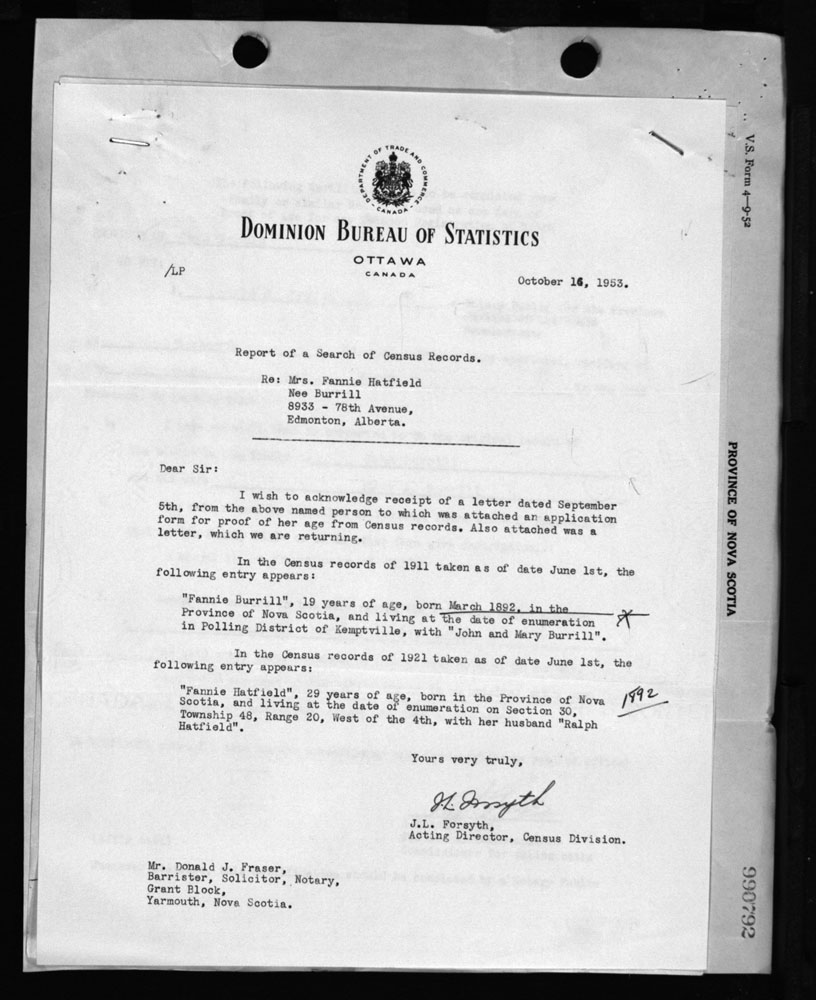 DEPARTMENT OF TRADE AND COMMERCE
CANADA
DOMINION BUREAU OF STATISTICS
OTTAWA
CANADA
/LP
October 16, 1953.
Report of a Search of Census Records.
Re: Mrs. Fannie Hatfield
Nee Burrill
8933 - 78th Avenue,
Edmonton, Alberta.
Dear Sir:
I wish to acknowledge receipt of a letter dated September
5th, from the above named person to which was attached an application
form for proof of her age from Census records. Also attached was a
letter, which we are returning.
In the Census records of 1911 taken as of date June 1st, the
following entry appears:
"Fannie Burrill", 19 years of age, born March 1892, in the
Province of Nova Scotia, and living at the date of enumeration
in Polling District of Kemptville, with "John and Mary Burrill".
In the Census records of 1921 taken as of date June 1st, the
following entry appears:
"Fannie Hatfield", 29 years of age, born in the Province of Nova
Scotia, and living at the date of enumeration on Section 30,
Township 48, Range 20, West of the 4th, with her husband "Ralph
Hatfield".
1892
Yours very truly,
J.L. Forsyth
J.L. Forsyth,
Acting Director, Census Division.
Mr. Donald J. Fraser,
Barrister, Solicitor, Notary,
Grant Block,
Yarmouth, Nova Scotia.
V.S. Form 4—9-52
PROVINCE OF NOVA SCOTIA
990792